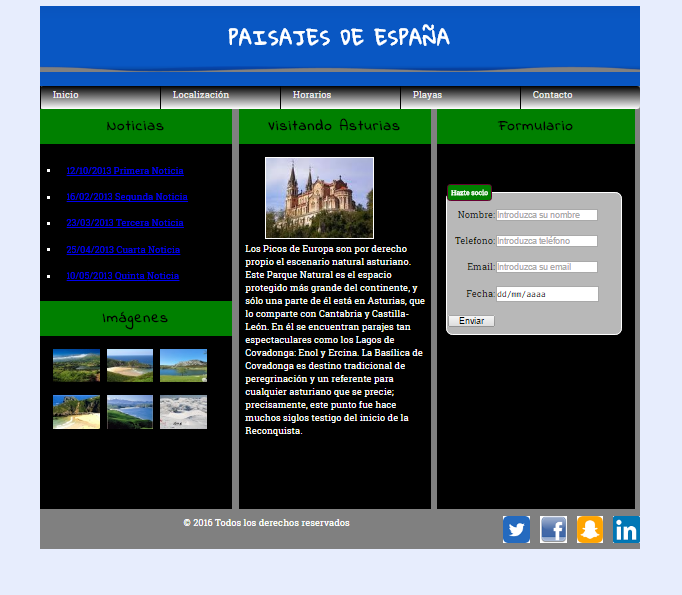 PAISAJES DE ESPAÑA
Inicio
Localización
Horarios
Playas
Contacto
Noticias
12/10/2013 Primera Noticia
16/02/2013 Segunda Noticia
25/05/2013 Tercera Noticia
25/04/2013 Cuarta Noticia
10/05/2013 Quinta Noticia
Imágenes
Visitando Asturias
Los Picos de Europa son por derecho
propio el escenario natural asturiano.
Este Parque Natural es el espacio
protegido más grande del continente, y
sólo una parte de él está en Asturias, que
lo comparte con Cantabria y Castilla-
León. En él se encuentran parajes tan
espectaculares como los Lagos de
Covadonga: Enol y Ercina. La Basílica de
Covadonga es destino tradicional de
peregrinación y un referente para
cualquier asturiano que se precie;
precisamente, este punto fue hace
muchos siglos testigo del inicio de la
Reconquista.
Formulario
Hazte socio
Nombre: Introduzca su nombre
Telefono: Introduzca teléfono
Email: Introduzca su email
Fecha: dd/mm/aaaa
Enviar
© 2016 Todos los derechos reservados